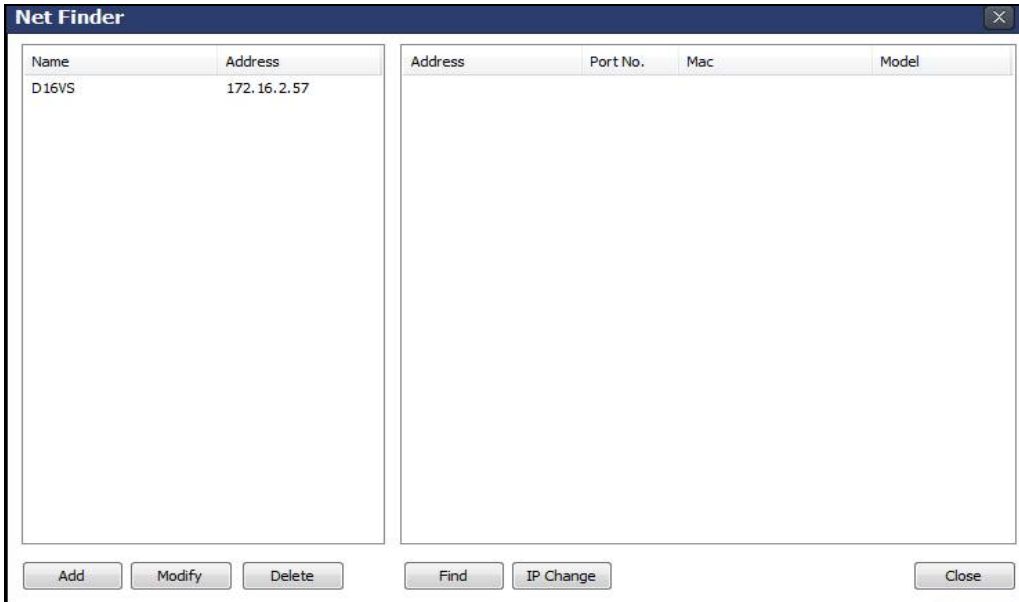 Net Finder
Name Address
D16VS 172.16.2.57
Address Port No. Mac Model
Add Modify Delete Find IP Change Close